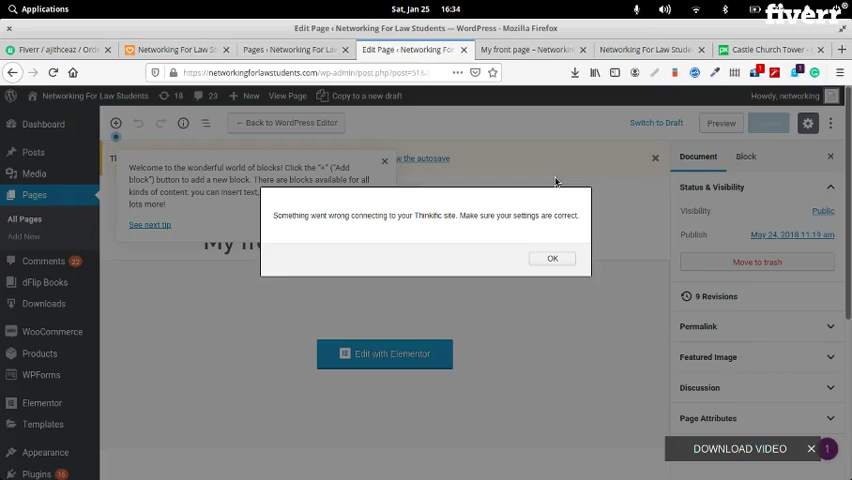 Applications
Sat, Jan 25 16:34
fiverr
Edit Page ‹ Networking For Law Students — WordPress - Mozilla Firefox
Fiverr / ajithceaz / Orde
Networking For Law St
Pages ‹ Networking For Law
Edit Page ‹ Networking For
My front page – Networkin
Networking For Law Stude
Castle Church Tower -
https://networkingforlawstudents.com/wp-admin/post.php?post=516
Networking For Law Students
18
23
New
View Page
Copy to a new draft
Howdy, networking
Dashboard
Posts
Media
Pages
All Pages
Add New
Comments 22
dFlip Books
Downloads
WooCommerce
Products
WPForms
Elementor
Templates
Appearance
Plugins 16
← Back to WordPress Editor
Switch to Draft
Preview
w the autosave
Welcome to the wonderful world of blocks! Click the "+" ("Add
block") button to add a new block. There are blocks available for all
kinds of content: you can insert text,
lots more!
See next tip
Something went wrong connecting to your Thinkific site. Make sure your settings are correct.
OK
Edit with Elementor
Document
Block
Status & Visibility
Visibility
Public
Publish
May 24, 2018 11:19 am
Move to trash
9 Revisions
Permalink
Featured Image
Discussion
Page Attributes
DOWNLOAD VIDEO
1